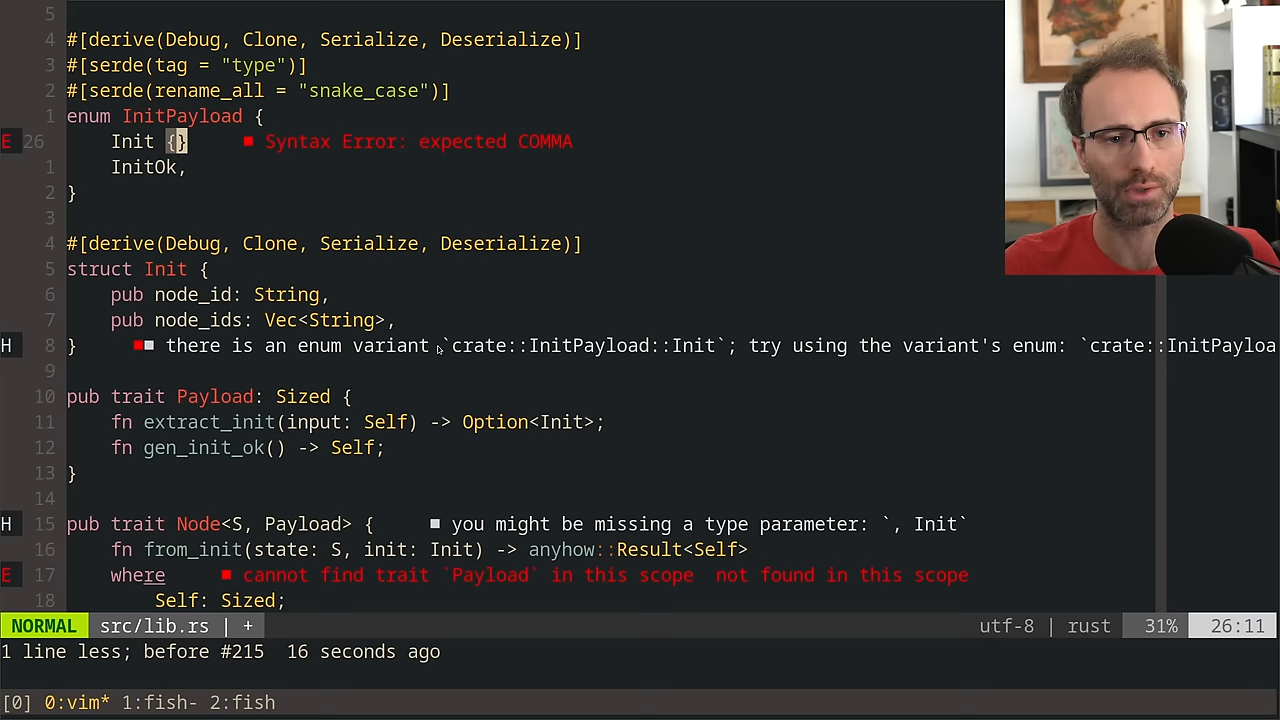 5
4 #[derive(Debug, Clone, Serialize, Deserialize)]
3 #[serde(tag = "type")]
2 #[serde(rename_all = "snake_case")]
1 enum InitPayload {
E 26 Init {} ■ Syntax Error: expected COMMA
1 InitOk,
2 }
3
4 #[derive(Debug, Clone, Serialize, Deserialize)]
5 struct Init {
6 pub node_id: String,
7 pub node_ids: Vec<String>,
H 8 } ■■ there is an enum variant `crate::InitPayload::Init`; try using the variant's enum: `crate::InitPayloa
9
10 pub trait Payload: Sized {
11 fn extract_init(input: Self) -> Option<Init>;
12 fn gen_init_ok() -> Self;
13 }
14
H 15 pub trait Node<S, Payload> { ■ you might be missing a type parameter: `, Init`
16 fn from_init(state: S, init: Init) -> anyhow::Result<Self>
E 17 where ■ cannot find trait `Payload` in this scope  not found in this scope
18 Self: Sized;
NORMAL src/lib.rs | + utf-8 | rust 31% 26:11
1 line less; before #215  16 seconds ago
[0] 0:vim* 1:fish- 2:fish